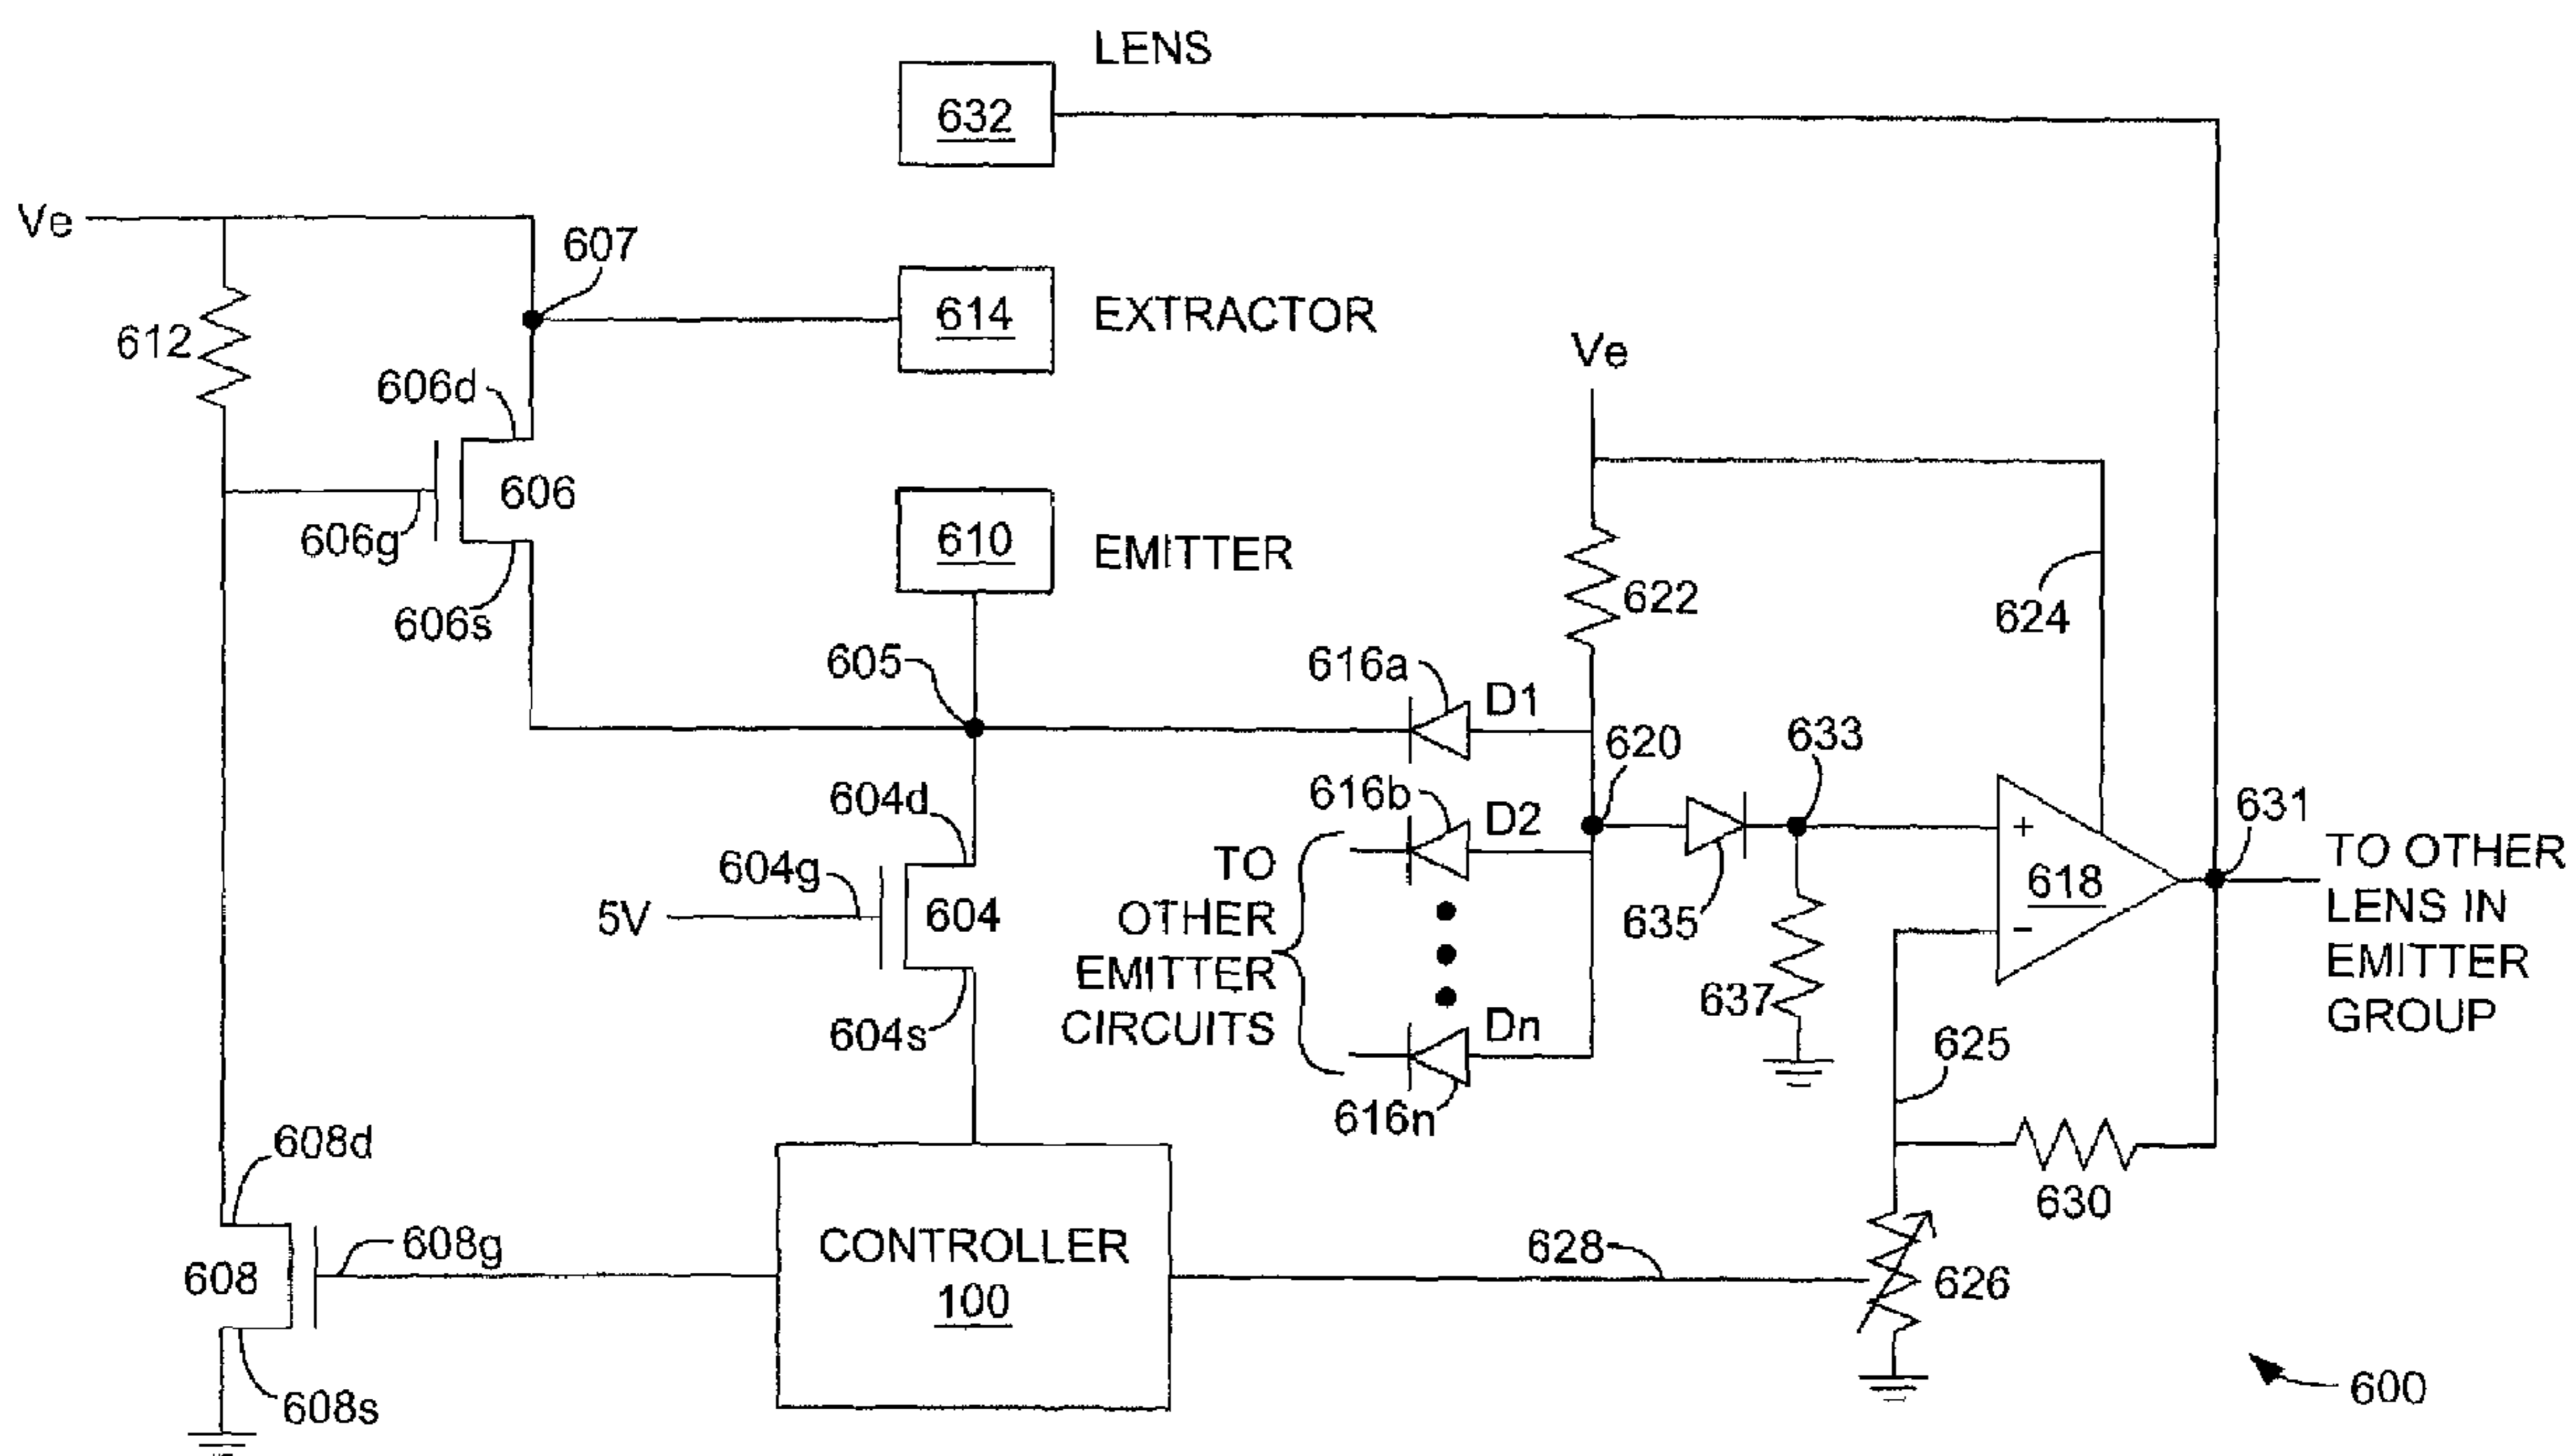 LENS
632
Ve
607
614
EXTRACTOR
612
606d
Ve
606
606g
610
EMITTER
606s
622
624
605
616a
D1
620
633
604d
616b
D2
631
604g
5V
604
TO
OTHER
EMITTER
CIRCUITS
635
+
618
−
TO OTHER
LENS IN
EMITTER
GROUP
604s
637
Dn
625
616n
608d
630
608g
608
CONTROLLER
100
628
626
608s
600